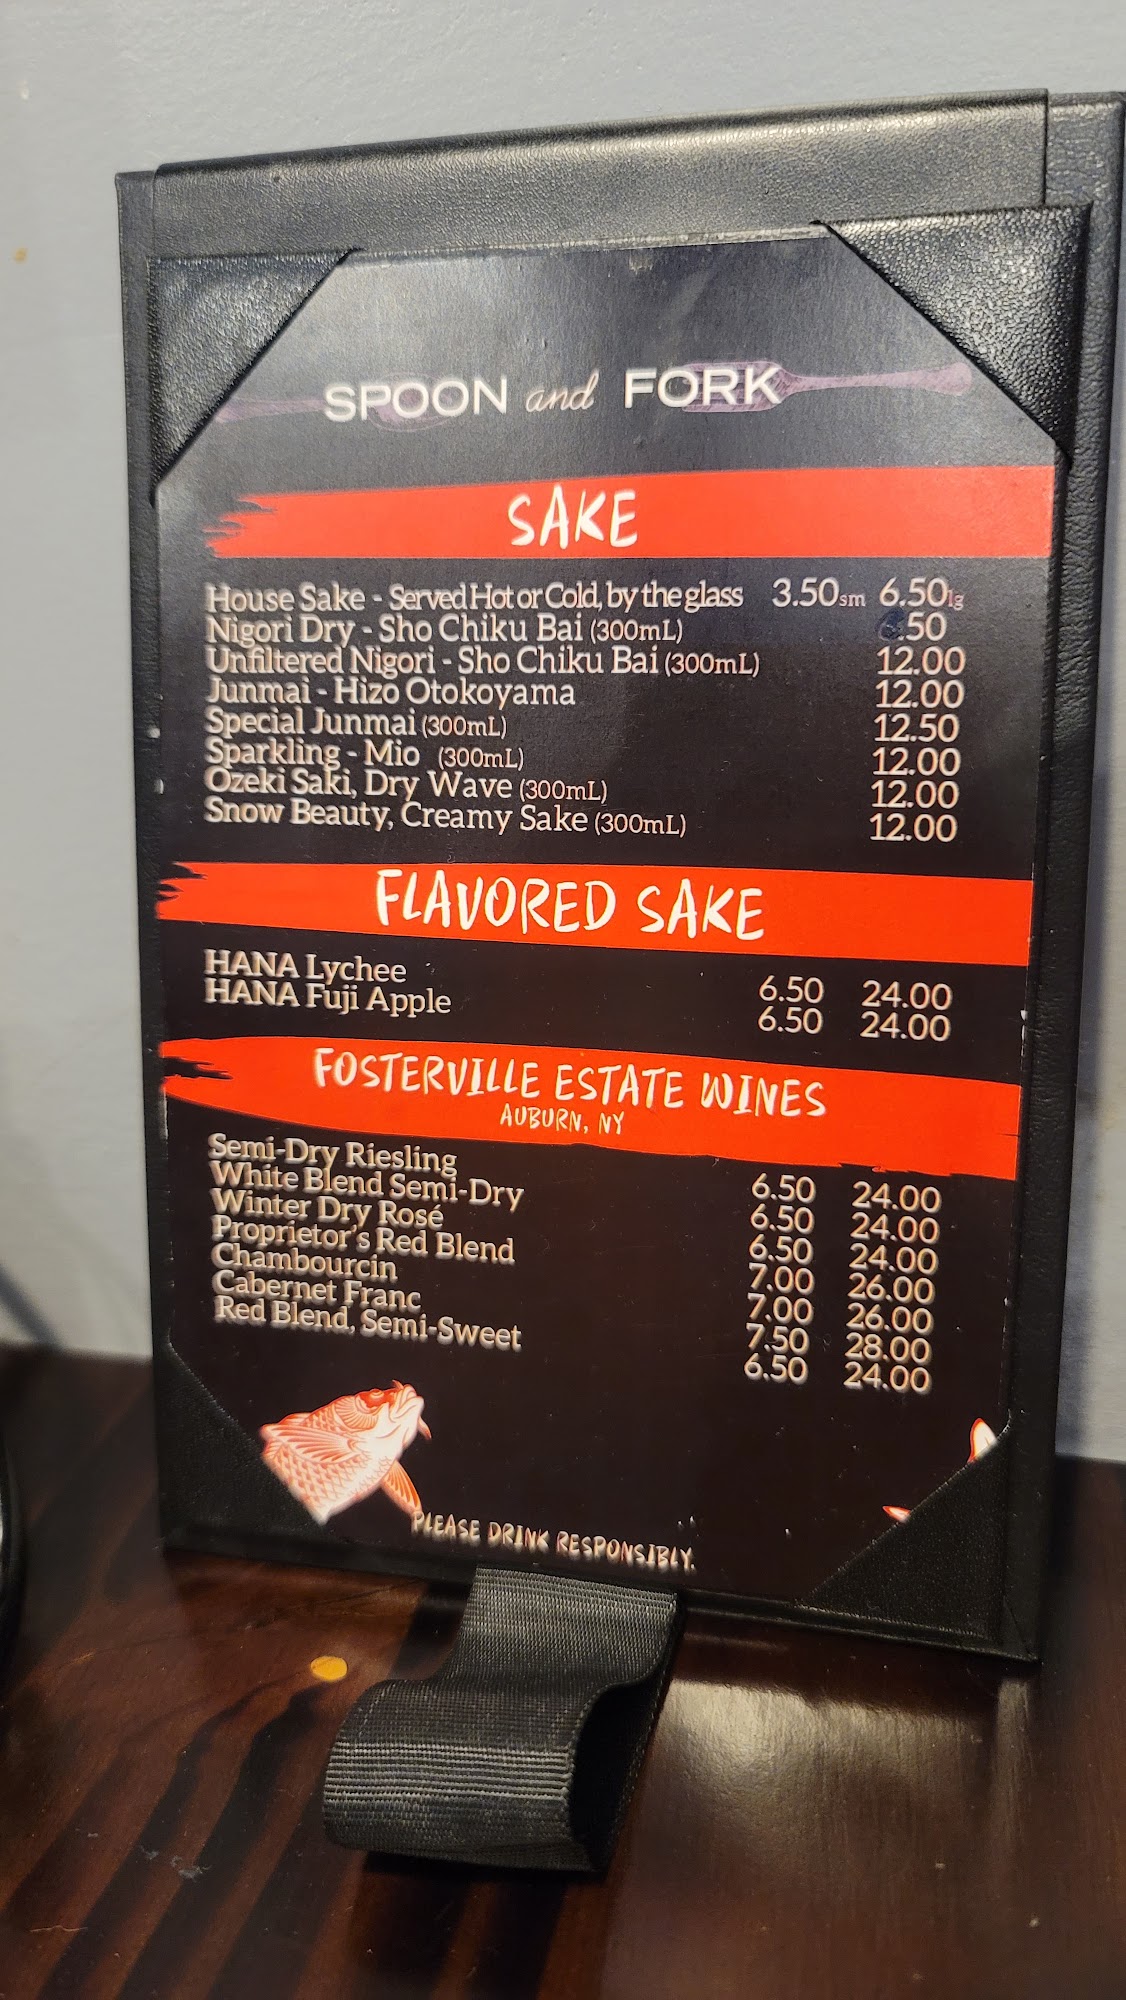 SPOON and FORK
SAKE
House Sake - Served Hot or Cold, by the glass 3.50sm 6.50lg
Nigori Dry - Sho Chiku Bai (300mL) .50
Unfiltered Nigori - Sho Chiku Bai (300mL) 12.00
Junmai - Hizo Otokoyama 12.00
Special Junmai (300mL) 12.50
Sparkling - Mio (300mL) 12.00
Ozeki Saki, Dry Wave (300mL) 12.00
Snow Beauty, Creamy Sake (300mL) 12.00
FLAVORED SAKE
HANA Lychee 6.50 24.00
HANA Fuji Apple 6.50 24.00
FOSTERVILLE ESTATE WINES
AUBURN, NY
Semi-Dry Riesling 6.50 24.00
White Blend Semi-Dry 6.50 24.00
Winter Dry Rosé 6.50 24.00
Proprietor's Red Blend 7.00 26.00
Chambourcin 7.00 26.00
Cabernet Franc 7.50 28.00
Red Blend, Semi-Sweet 6.50 24.00
PLEASE DRINK RESPONSIBLY.